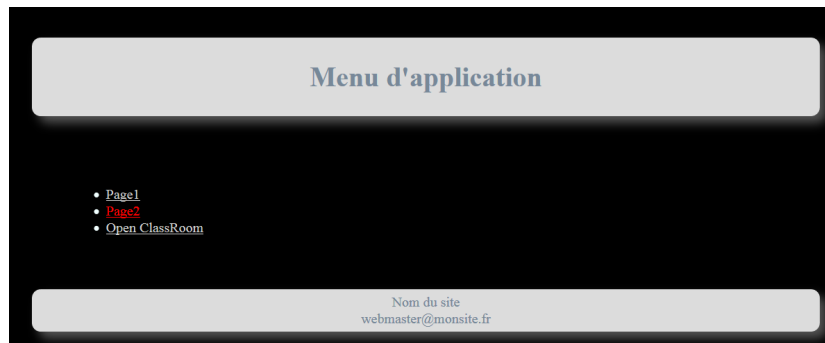 Menu d'application
Page1
Page2
Open ClassRoom
Nom du site
webmaster@monsite.fr